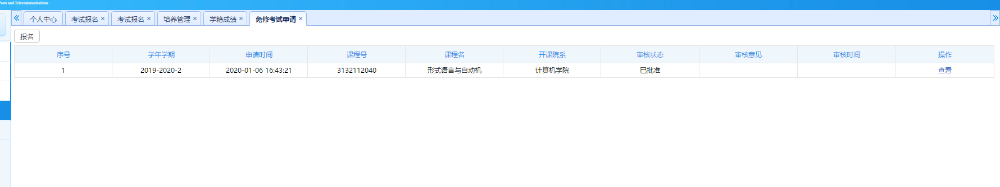 Posts and Telecommunications
个人中心 考试报名 × 考试报名 × 培养管理 × 学籍成绩 × 免修考试申请 ×
报名
序号 学年学期 申请时间 课程号 课程名 开课院系 审核状态 审核意见 审核时间 操作
1 2019-2020-2 2020-01-06 16:43:21 3132112040 形式语言与自动机 计算机学院 已批准 查看